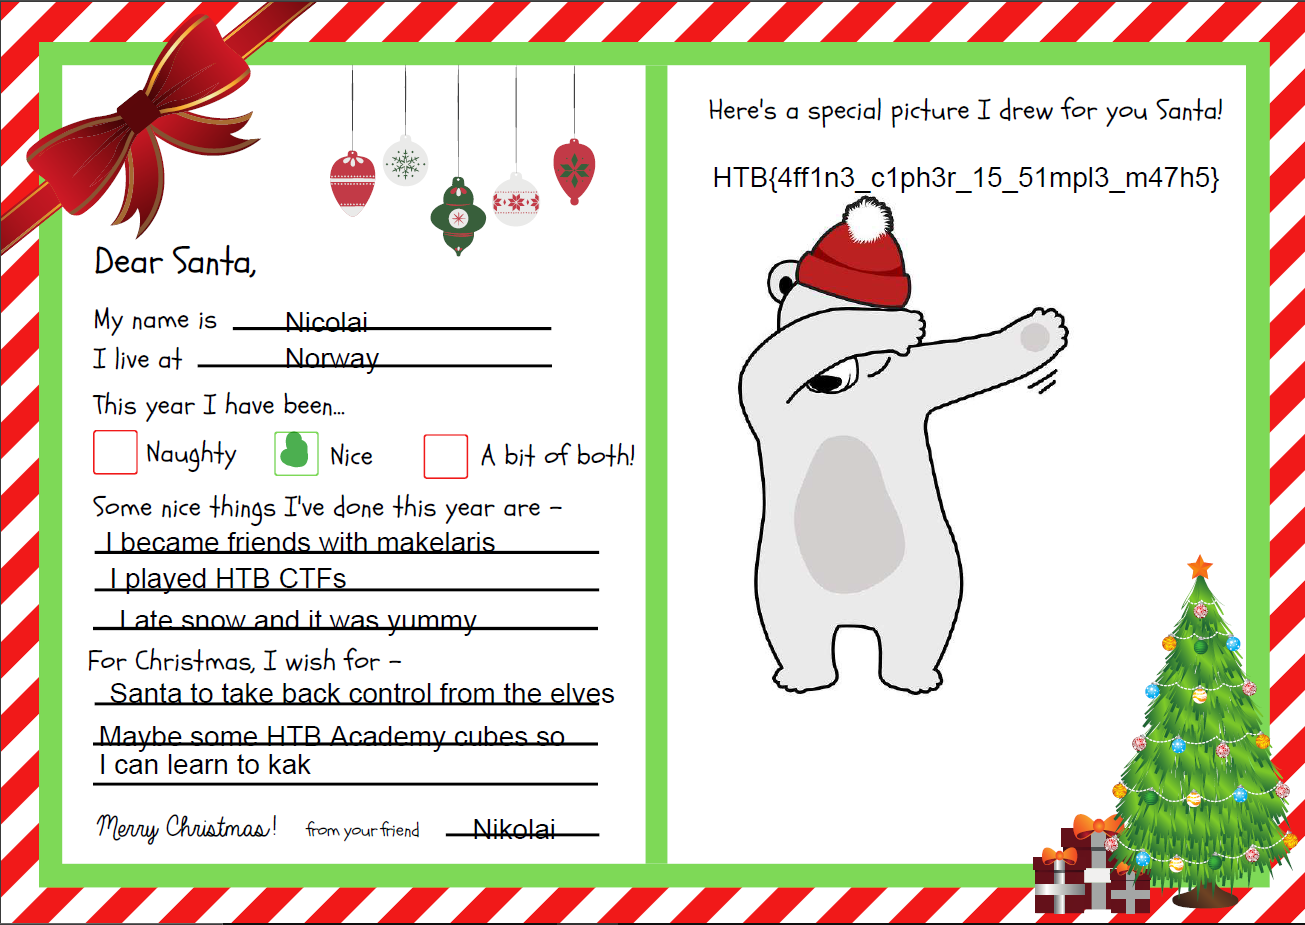 Dear Santa,
My name is Nicolai
I live at Norway
This year I have been...
Naughty Nice A bit of both!
Some nice things I've done this year are -
I became friends with makelaris
I played HTB CTFs
I ate snow and it was yummy
For Christmas, I wish for -
Santa to take back control from the elves
Maybe some HTB Academy cubes so
I can learn to kak
Merry Christmas! from your friend Nikolai
Here's a special picture I drew for you Santa!
HTB{4ff1n3_c1ph3r_15_51mpl3_m47h5}